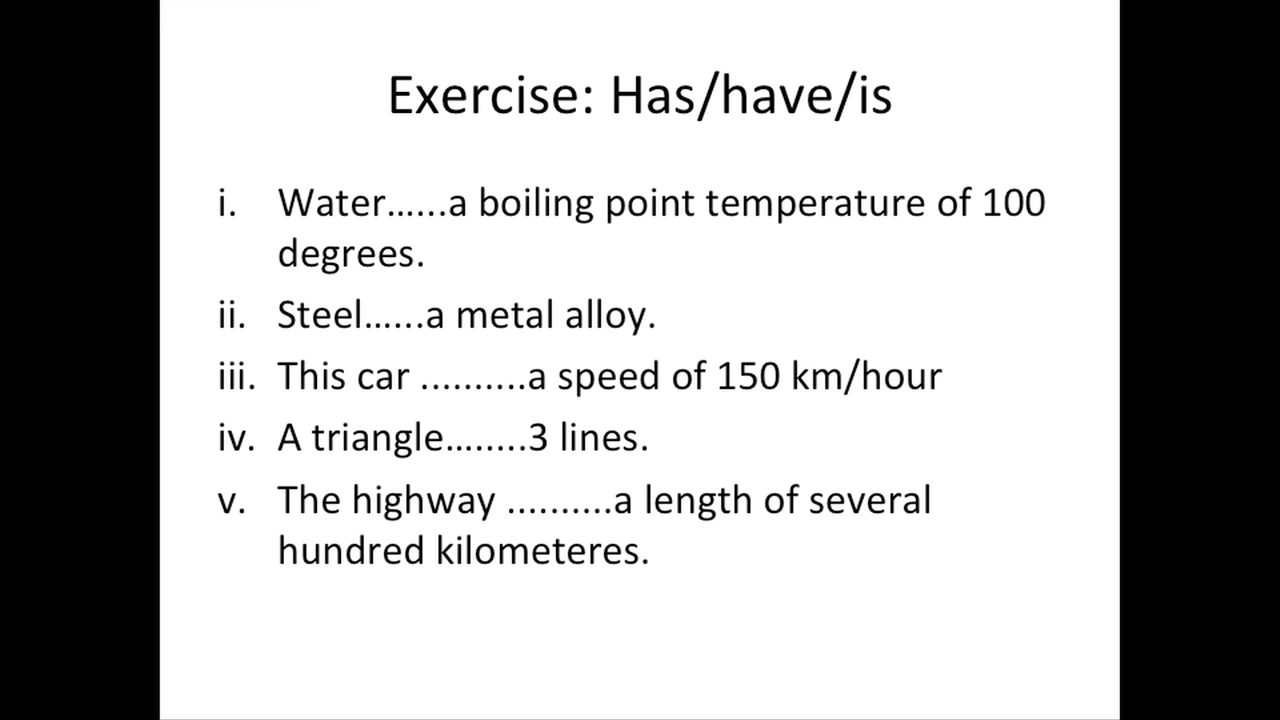 Exercise: Has/have/is
i. Water......a boiling point temperature of 100
degrees.
ii. Steel......a metal alloy.
iii. This car ..........a speed of 150 km/hour
iv. A triangle........3 lines.
v. The highway ..........a length of several
hundred kilometeres.